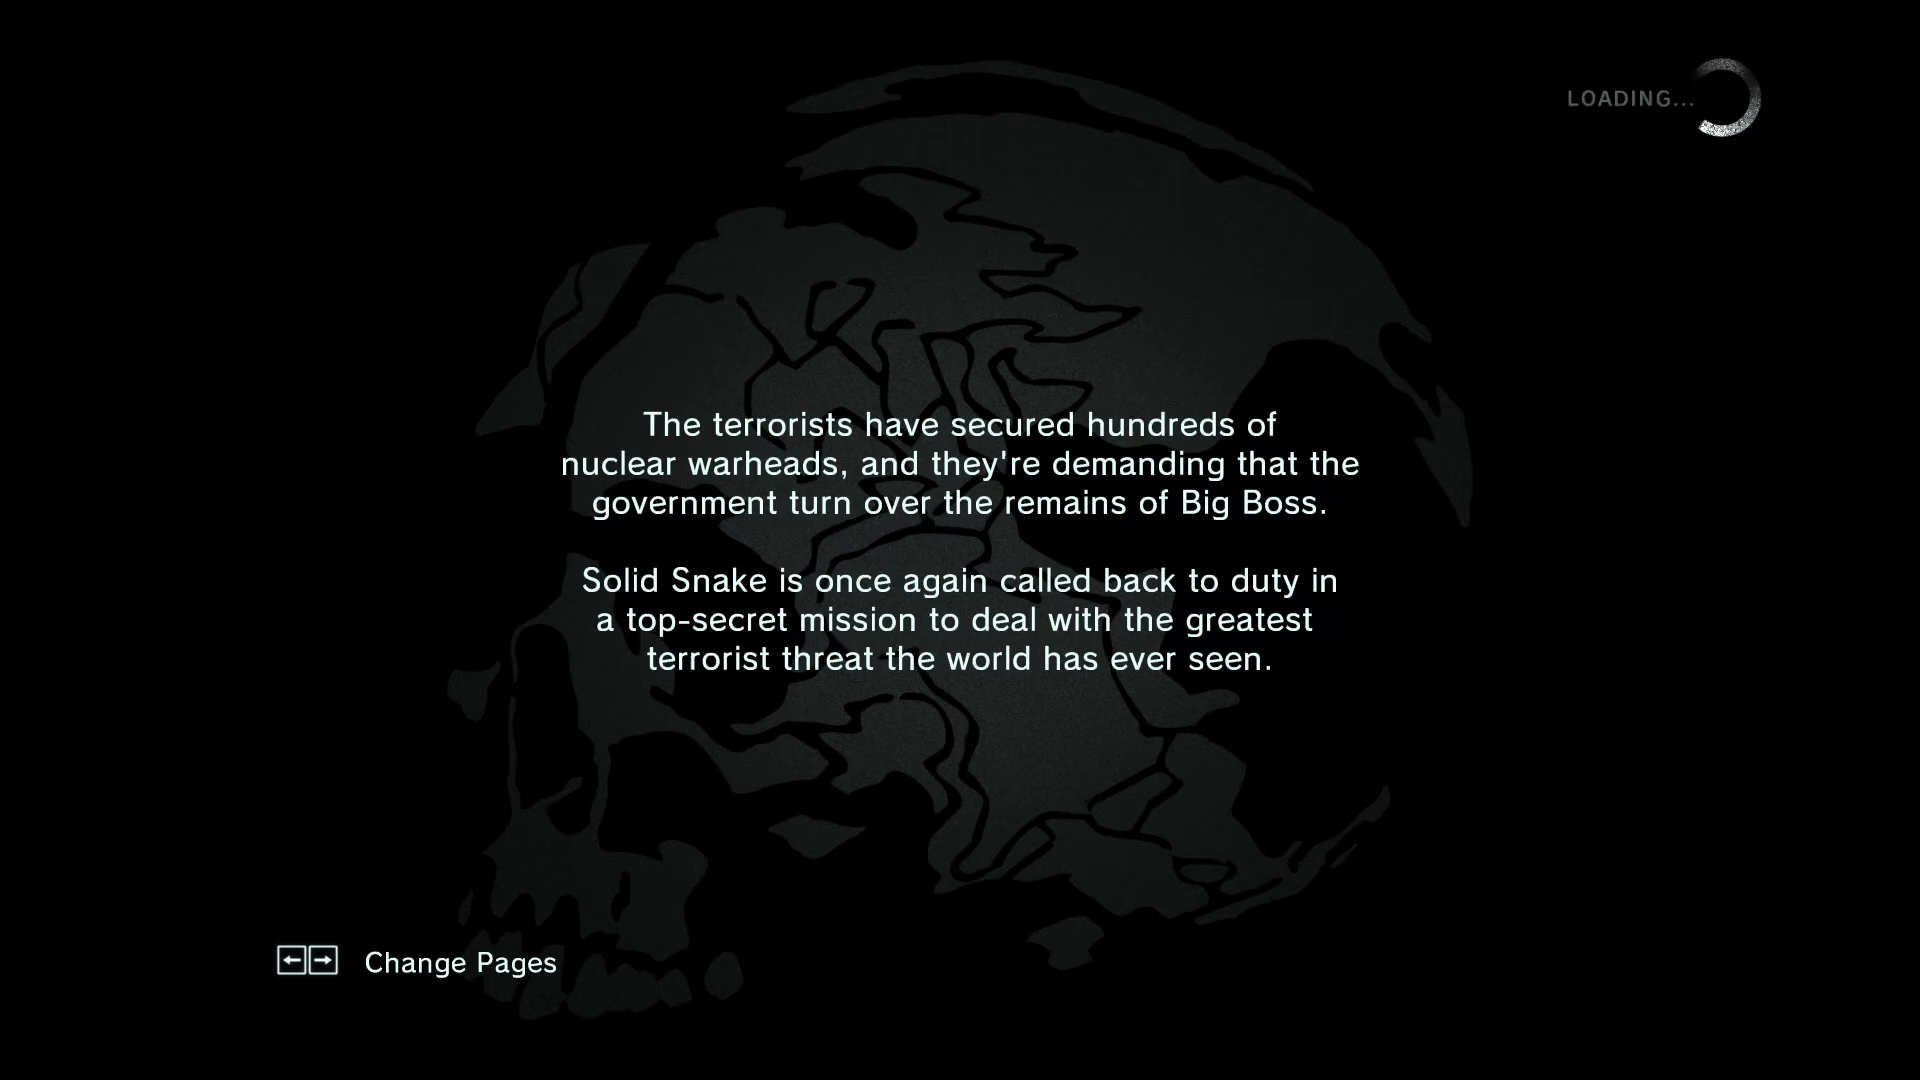 LOADING...
The terrorists have secured hundreds of
nuclear warheads, and they're demanding that the
government turn over the remains of Big Boss.
Solid Snake is once again called back to duty in
a top-secret mission to deal with the greatest
terrorist threat the world has ever seen.
Change Pages